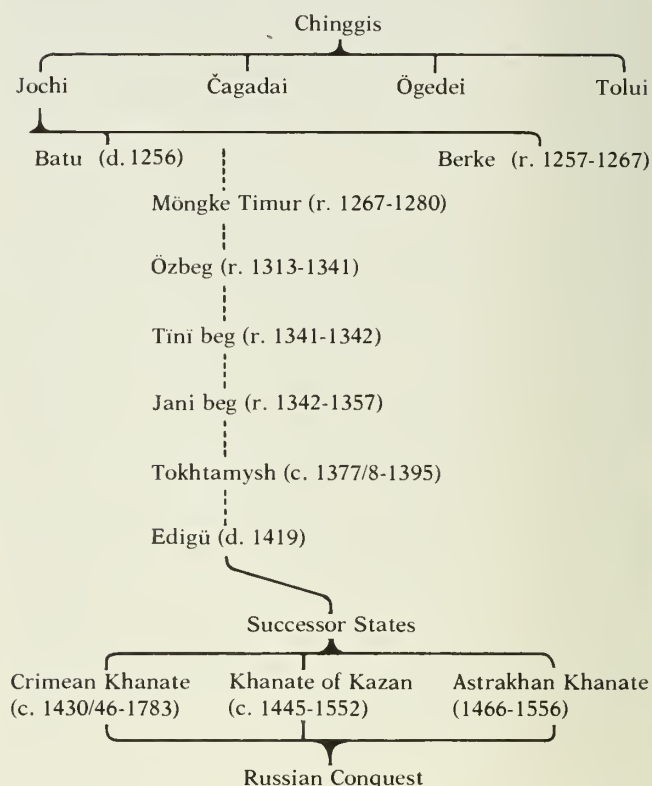 Chinggis
Jochi Čagadai Ögedei Tolui
Batu (d. 1256) Berke (r. 1257-1267)
Möngke Timur (r. 1267-1280)
Özbeg (r. 1313-1341)
Tïnï beg (r. 1341-1342)
Jani beg (r. 1342-1357)
Tokhtamysh (c. 1377/8-1395)
Edigü (d. 1419)
Successor States
Crimean Khanate Khanate of Kazan Astrakhan Khanate
(c. 1430/46-1783) (c. 1445-1552) (1466-1556)
Russian Conquest